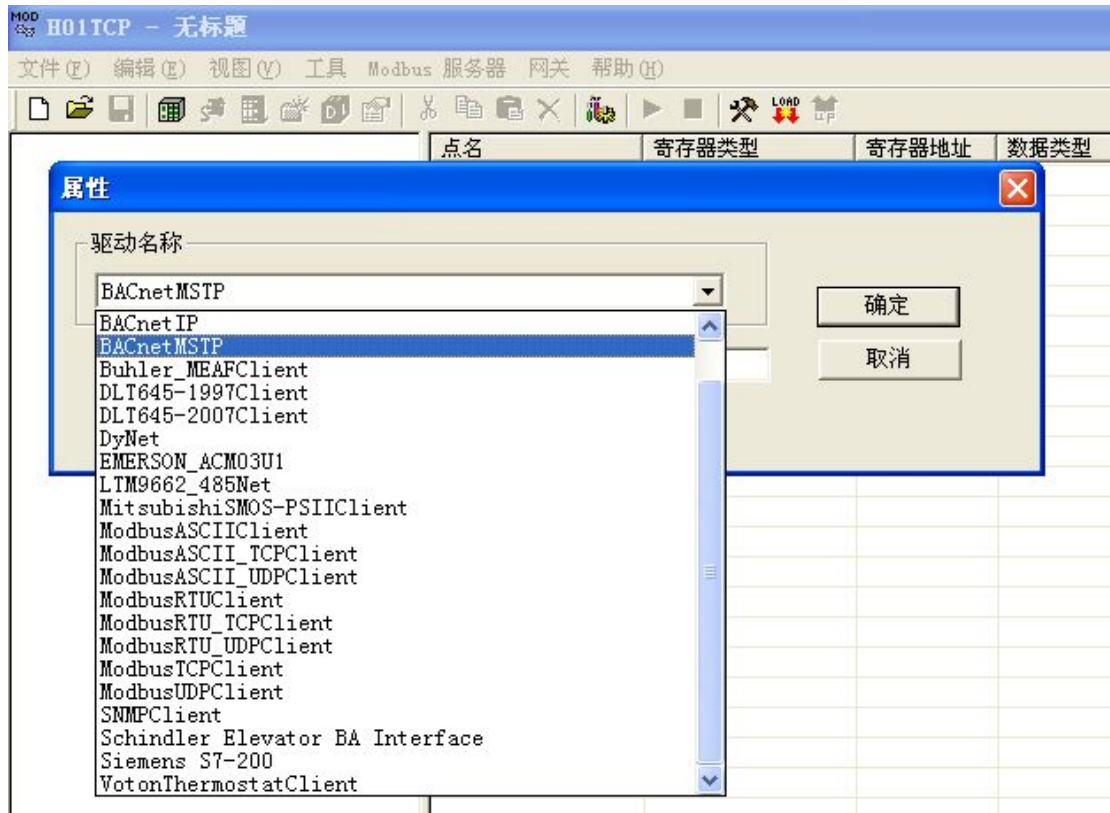 MOD H01TCP - 无标题
文件(F) 编辑(E) 视图(V) 工具 Modbus 服务器 网关 帮助(H)
LOAD
点名 寄存器类型 寄存器地址 数据类型
属性
驱动名称
BACnetMSTP
确定
取消
BACnetIP
BACnetMSTP
Buhler_MEAFClient
DLT645-1997Client
DLT645-2007Client
DyNet
EMERSON_ACM03U1
LTM9662_485Net
MitsubishiSMOS-PSIIClient
ModbusASCIIClient
ModbusASCII_TCPClient
ModbusASCII_UDPClient
ModbusRTUClient
ModbusRTU_TCPClient
ModbusRTU_UDPClient
ModbusTCPClient
ModbusUDPClient
SNMPClient
Schindler Elevator BA Interface
Siemens S7-200
VotonThermostatClient